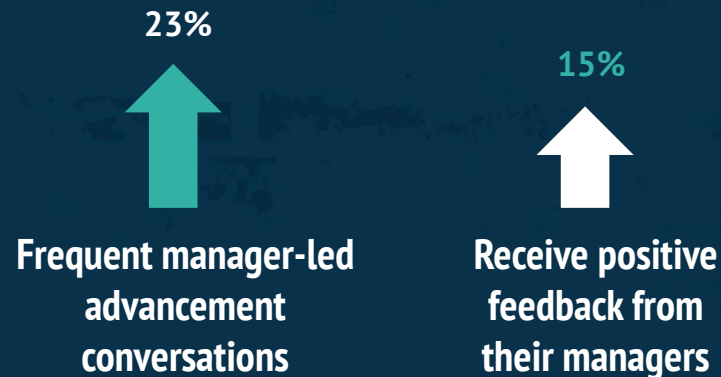 23%
Frequent manager-led
advancement
conversations
15%
Receive positive
feedback from
their managers